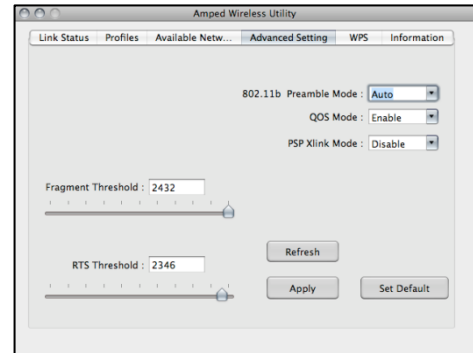 Amped Wireless Utility
Link Status Profiles Available Netw... Advanced Setting WPS Information
802.11b Preamble Mode : Auto
QOS Mode : Enable
PSP Xlink Mode : Disable
Fragment Threshold : 2432
Refresh
RTS Threshold : 2346
Apply Set Default